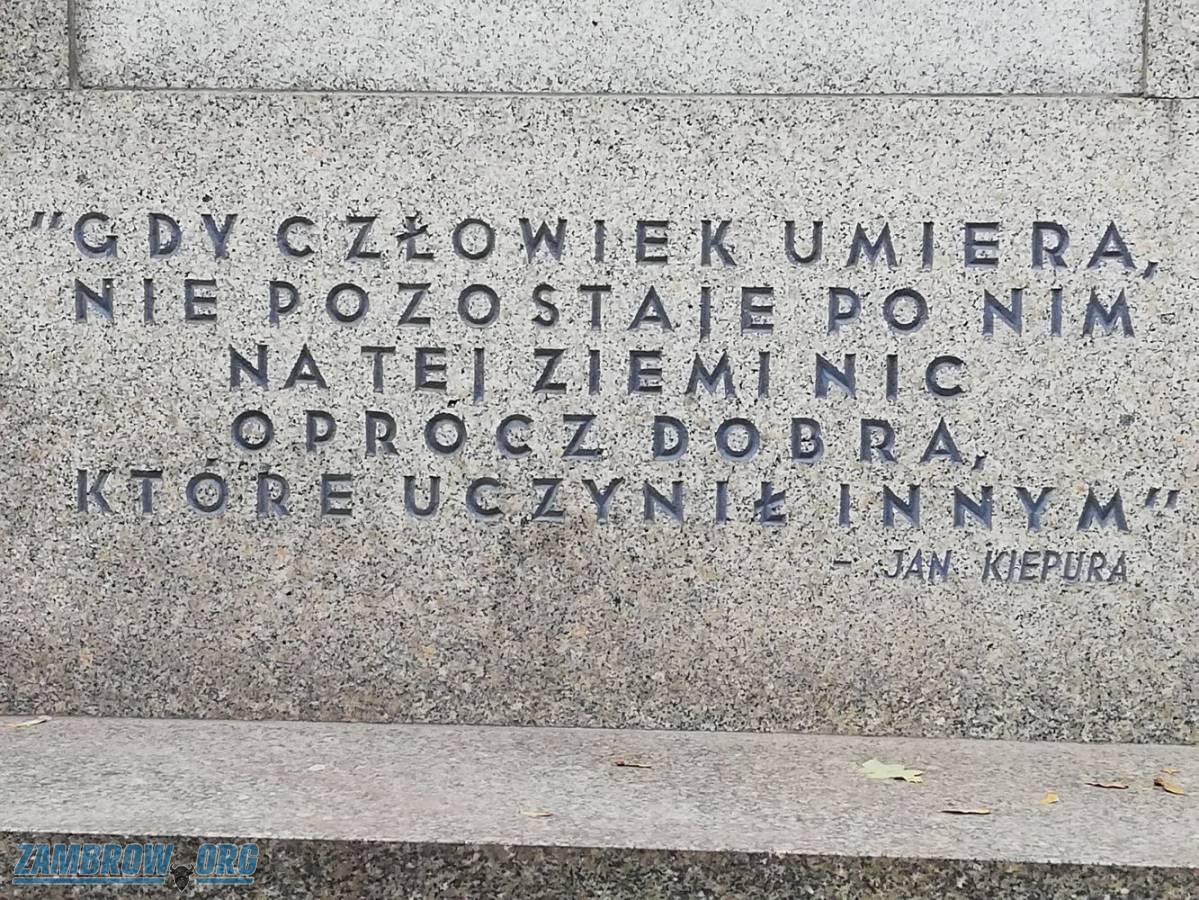 "GDY CZŁOWIEK UMIERA,
NIE POZOSTAJE PO NIM
NA TEJ ZIEMI NIC
OPRÓCZ DOBRA,
KTÓRE UCZYNIŁ INNYM"
– JAN KIEPURA
ZAMBROW.ORG